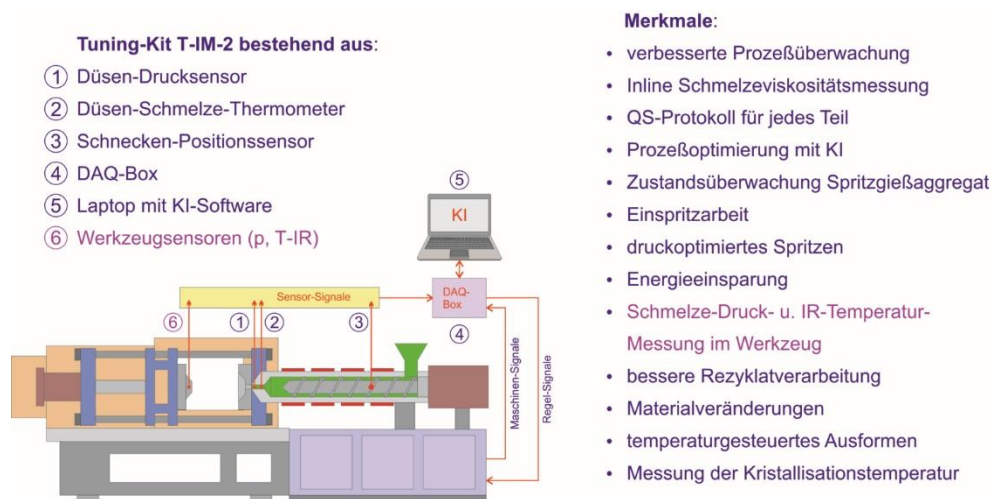 Tuning-Kit T-IM-2 bestehend aus:
1 Düsen-Drucksensor
2 Düsen-Schmelze-Thermometer
3 Schnecken-Positionssensor
4 DAQ-Box
5 Laptop mit KI-Software
6 Werkzeugsensoren (p, T-IR)
5
KI
Sensor-Signale
DAQ-
Box
6
1
2
3
4
Maschinen-Signale
Regel-Signale
Merkmale:
• verbesserte Prozeßüberwachung
• Inline Schmelzeviskositätsmessung
• QS-Protokoll für jedes Teil
• Prozeßoptimierung mit KI
• Zustandsüberwachung Spritzgießaggregat
• Einspritzarbeit
• druckoptimiertes Spritzen
• Energieeinsparung
• Schmelze-Druck- u. IR-Temperatur-
Messung im Werkzeug
• bessere Rezyklatverarbeitung
• Materialveränderungen
• temperaturgesteuertes Ausformen
• Messung der Kristallisationstemperatur